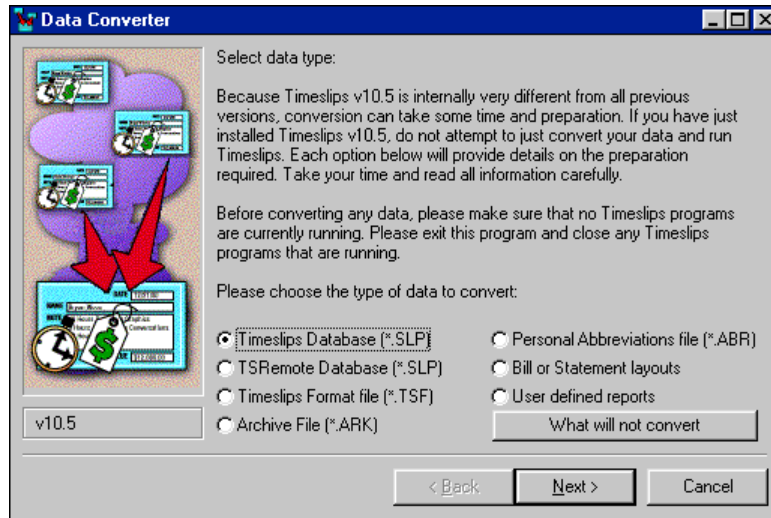 Data Converter
Select data type:
Because Timeslips v10.5 is internally very different from all previous
versions, conversion can take some time and preparation. If you have just
installed Timeslips v10.5, do not attempt to just convert your data and run
Timeslips. Each option below will provide details on the preparation
required. Take your time and read all information carefully.
Before converting any data, please make sure that no Timeslips programs
are currently running. Please exit this program and close any Timeslips
programs that are running.
Please choose the type of data to convert:
Timeslips Database (*.SLP)
TSRemote Database (*.SLP)
Timeslips Format file (*.TSF)
Archive File (*.ARK)
Personal Abbreviations file (*.ABR)
Bill or Statement layouts
User defined reports
What will not convert
v10.5
< Back
Next >
Cancel